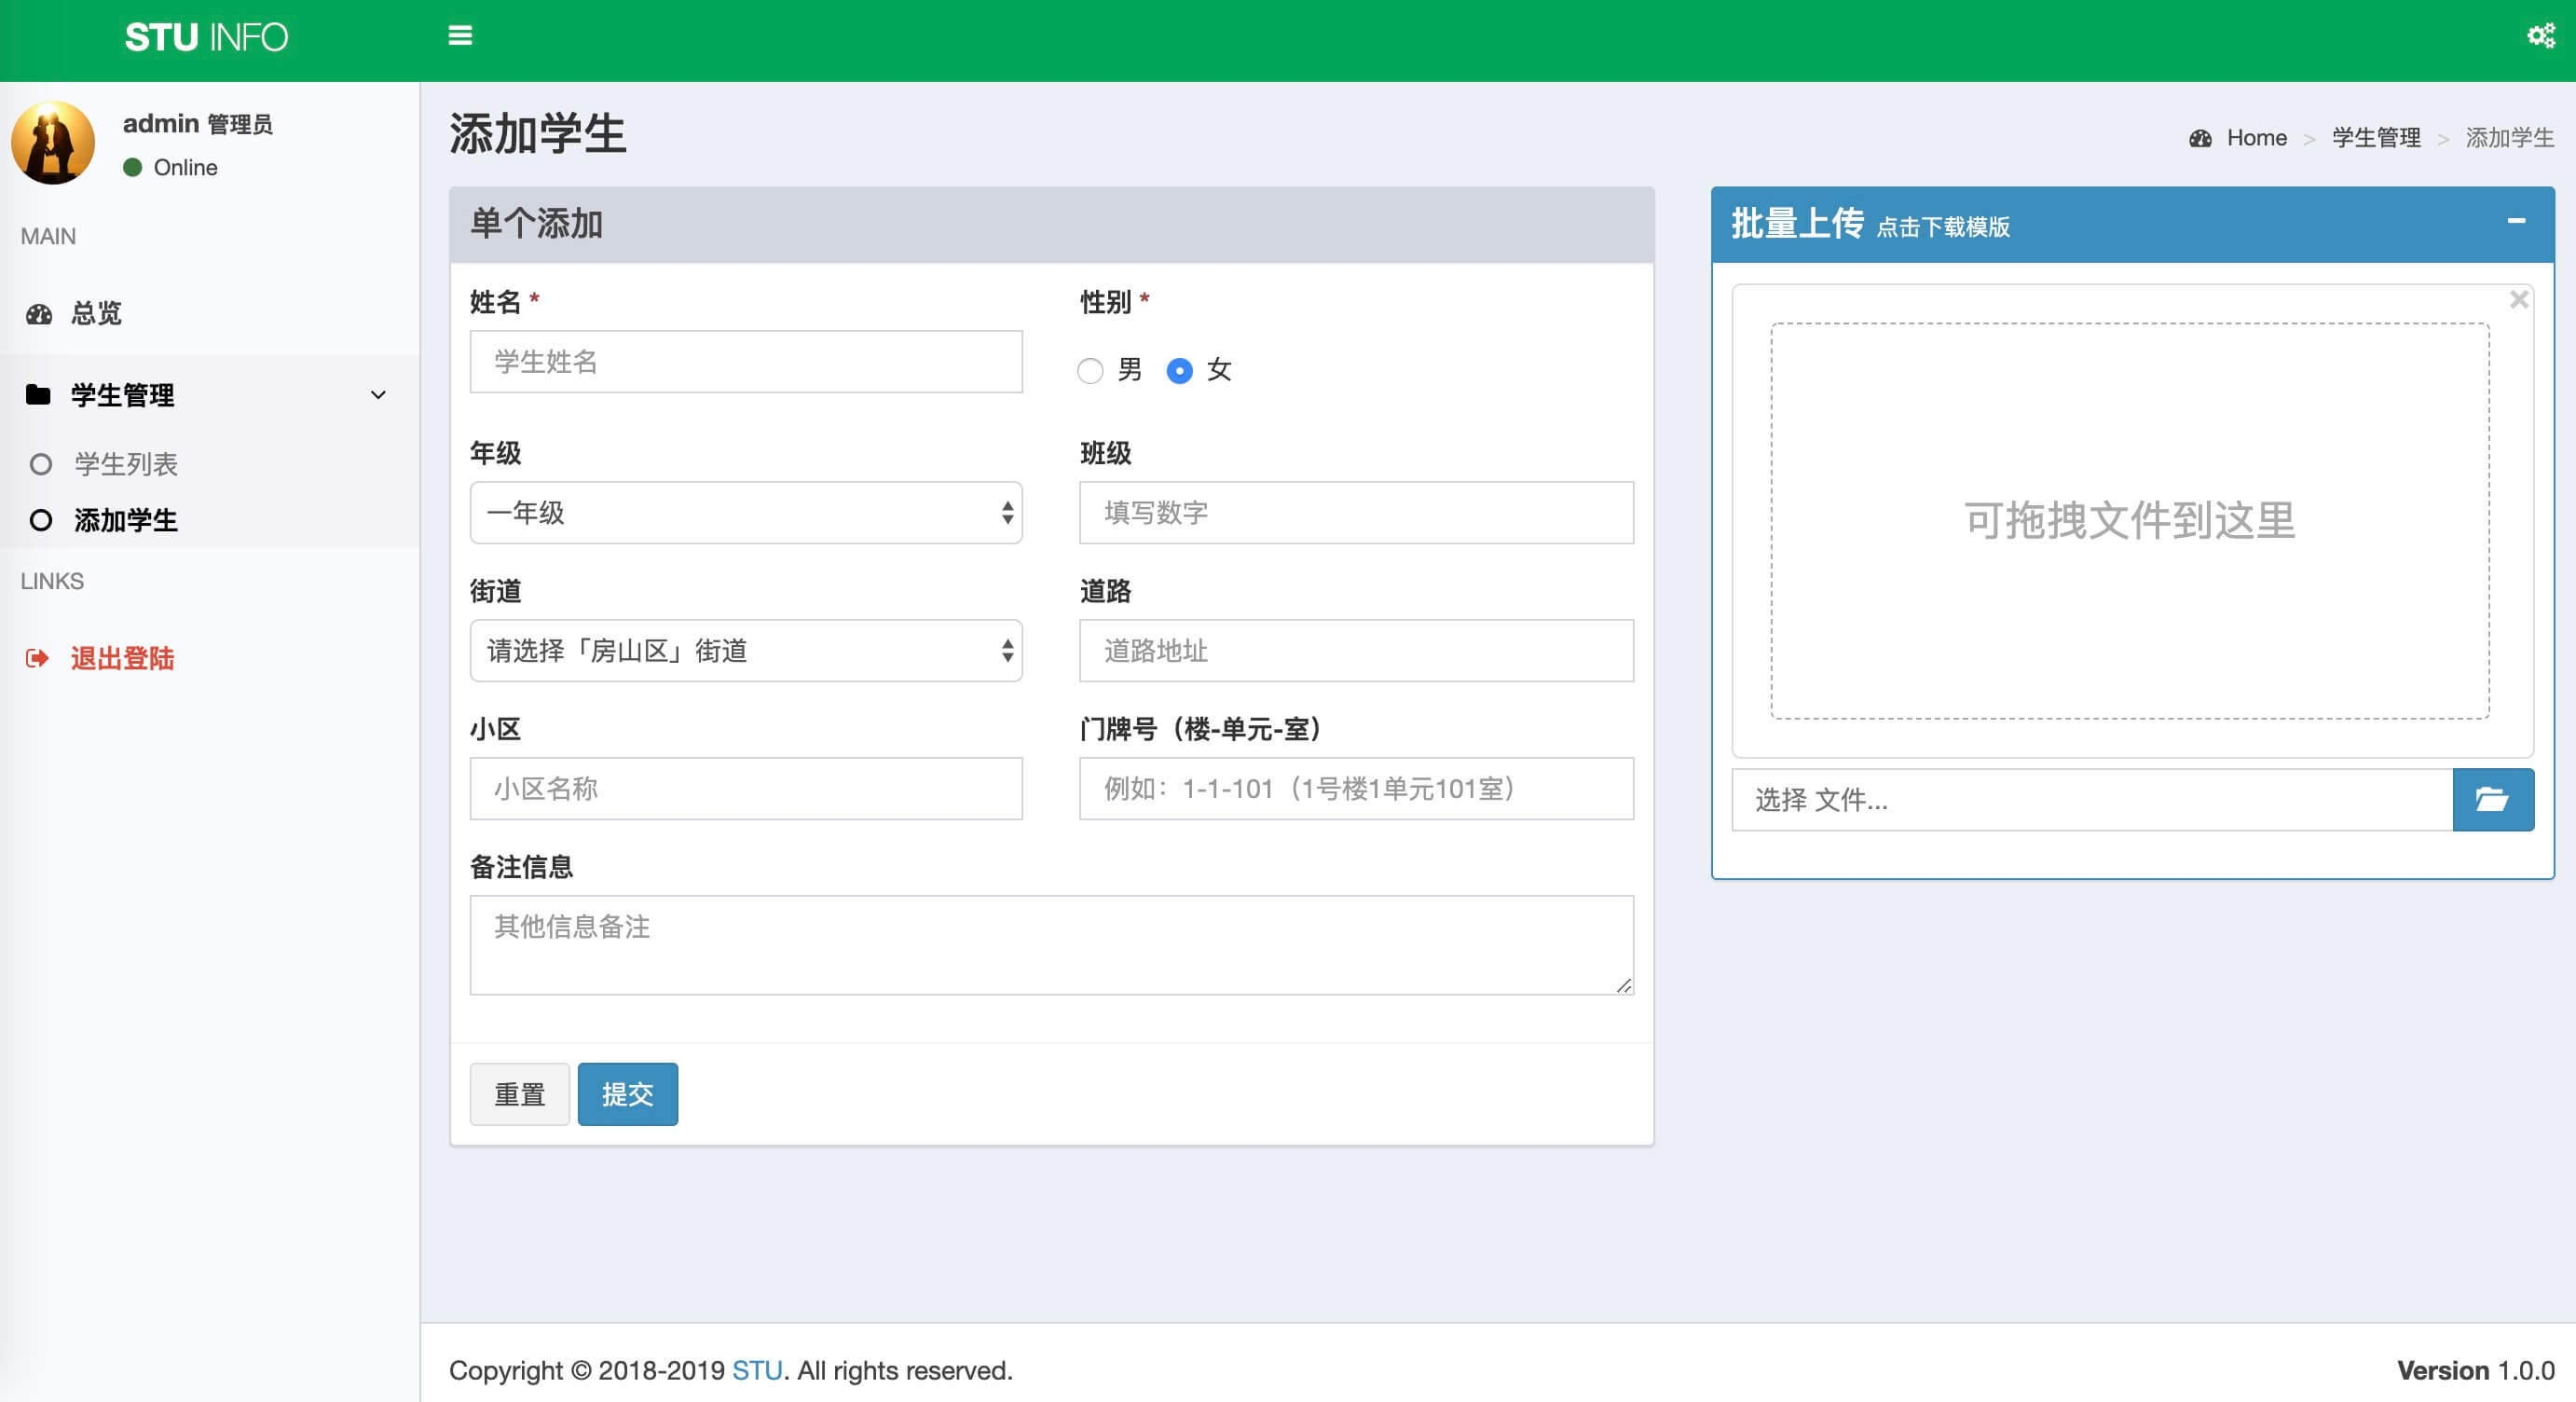 STU INFO
admin 管理员
Online
MAIN
总览
学生管理
学生列表
添加学生
LINKS
退出登陆
添加学生
Home > 学生管理 > 添加学生
单个添加
姓名 *
学生姓名
性别 *
男 女
年级
一年级
班级
填写数字
街道
请选择「房山区」街道
道路
道路地址
小区
小区名称
门牌号（楼-单元-室）
例如：1-1-101（1号楼1单元101室）
备注信息
其他信息备注
重置 提交
批量上传 点击下载模版
可拖拽文件到这里
选择 文件...
Copyright © 2018-2019 STU. All rights reserved.
Version 1.0.0